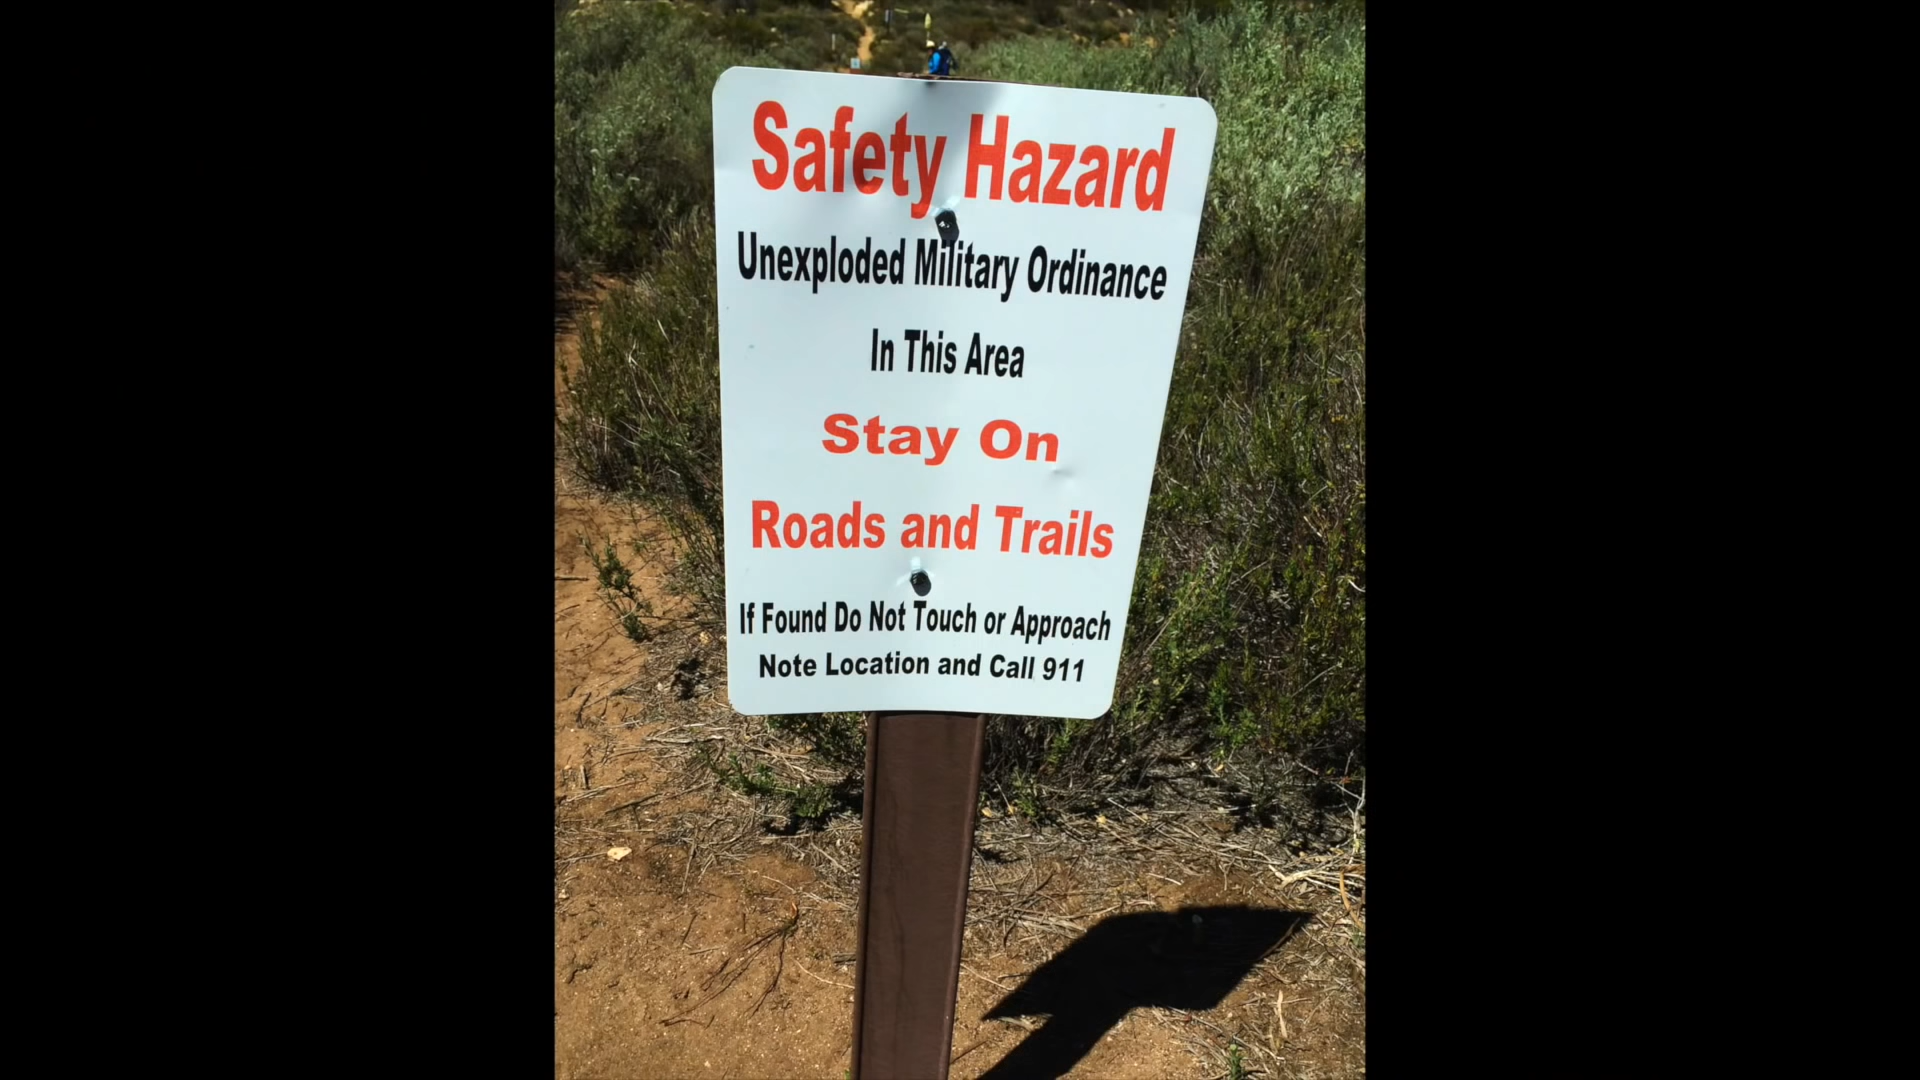 Safety Hazard
Unexploded Military Ordinance
In This Area
Stay On
Roads and Trails
If Found Do Not Touch or Approach
Note Location and Call 911